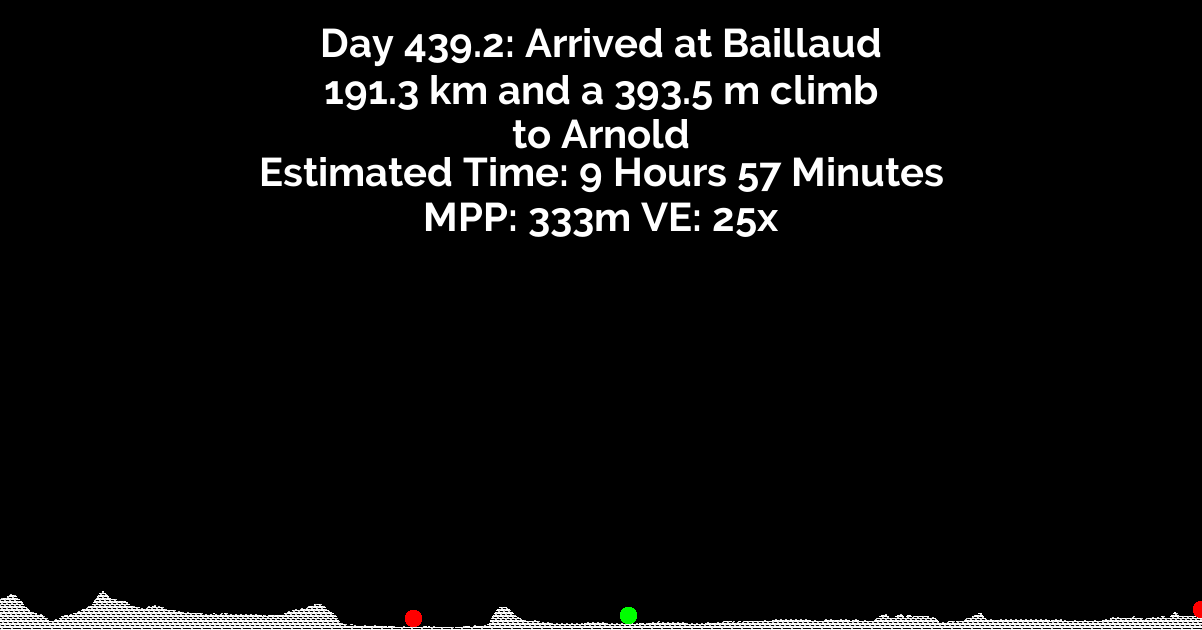 Day 439.2: Arrived at Baillaud
191.3 km and a 393.5 m climb
to Arnold
Estimated Time: 9 Hours 57 Minutes
MPP: 333m VE: 25x